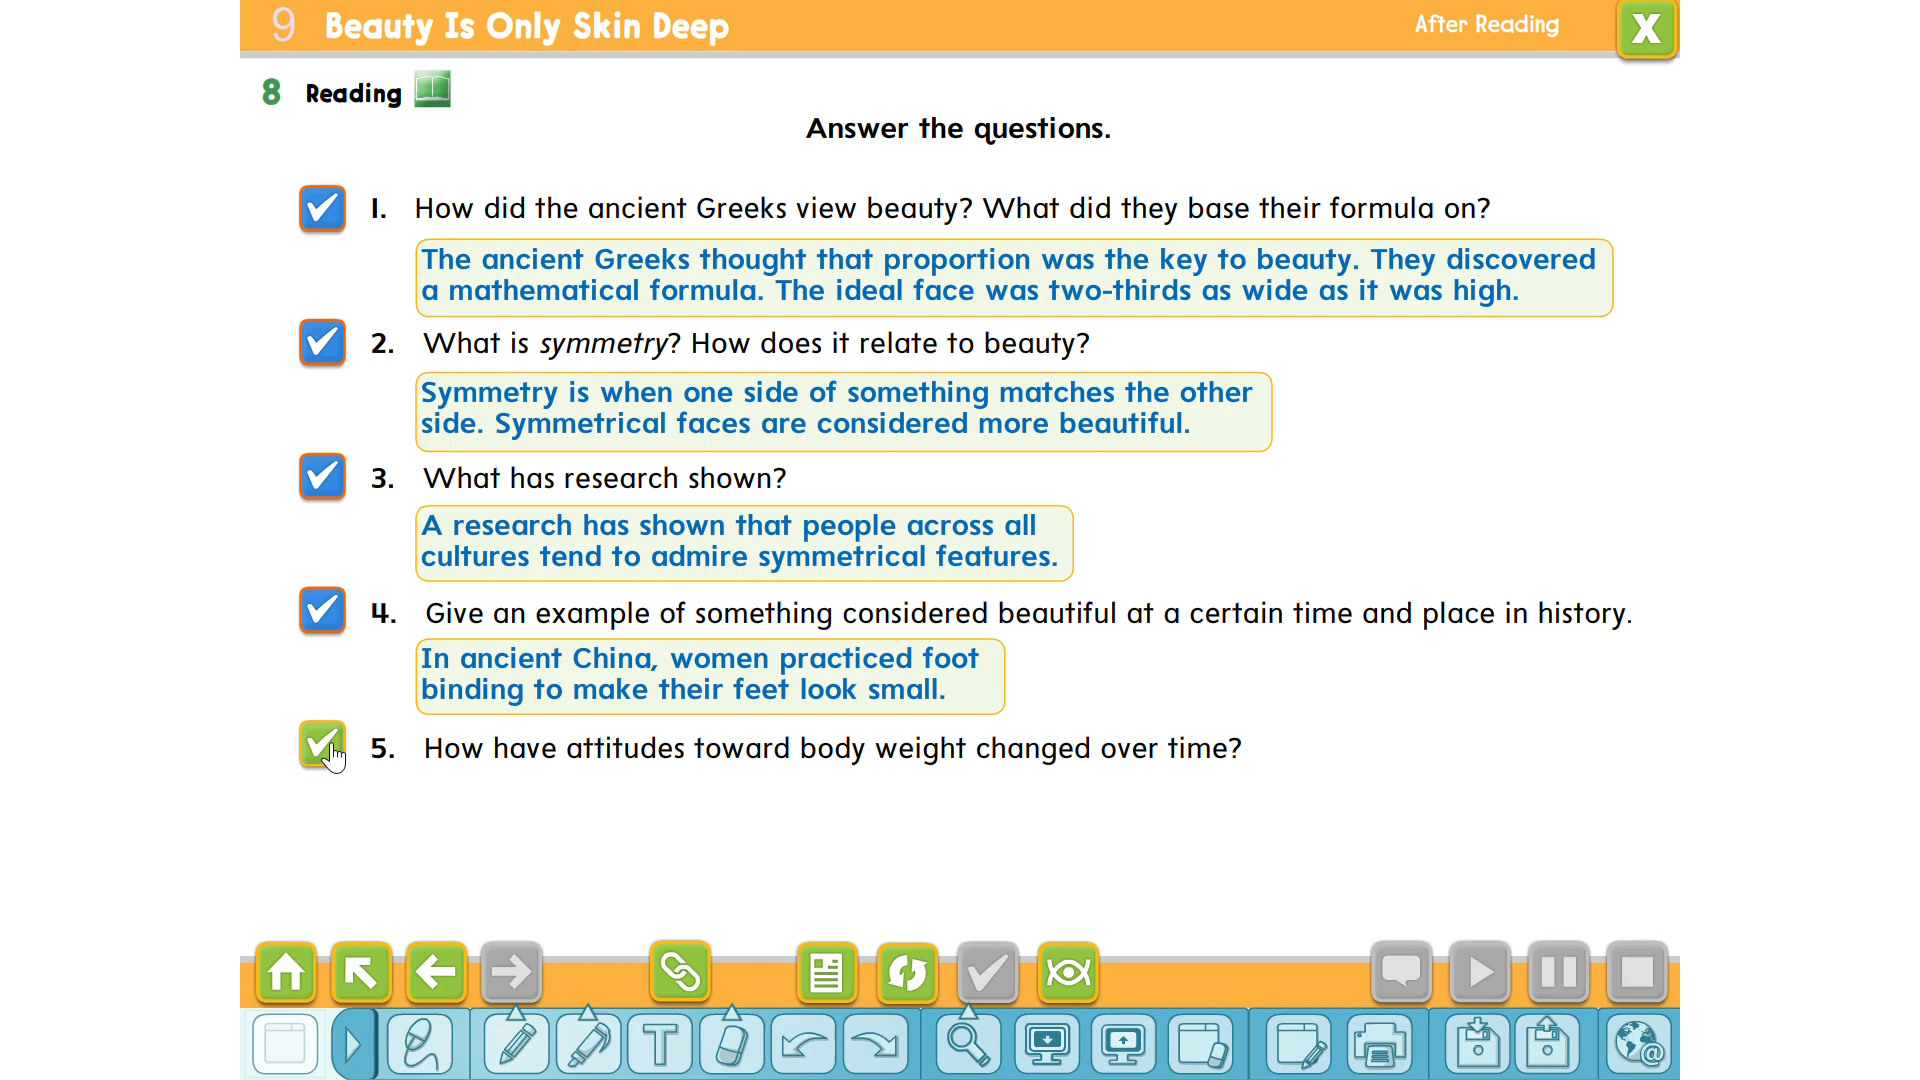 9 Beauty Is Only Skin Deep
After Reading
X
8 Reading
Answer the questions.
1. How did the ancient Greeks view beauty? What did they base their formula on?
The ancient Greeks thought that proportion was the key to beauty. They discovered
a mathematical formula. The ideal face was two-thirds as wide as it was high.
2. What is symmetry? How does it relate to beauty?
Symmetry is when one side of something matches the other
side. Symmetrical faces are considered more beautiful.
3. What has research shown?
A research has shown that people across all
cultures tend to admire symmetrical features.
4. Give an example of something considered beautiful at a certain time and place in history.
In ancient China, women practiced foot
binding to make their feet look small.
5. How have attitudes toward body weight changed over time?
T
@